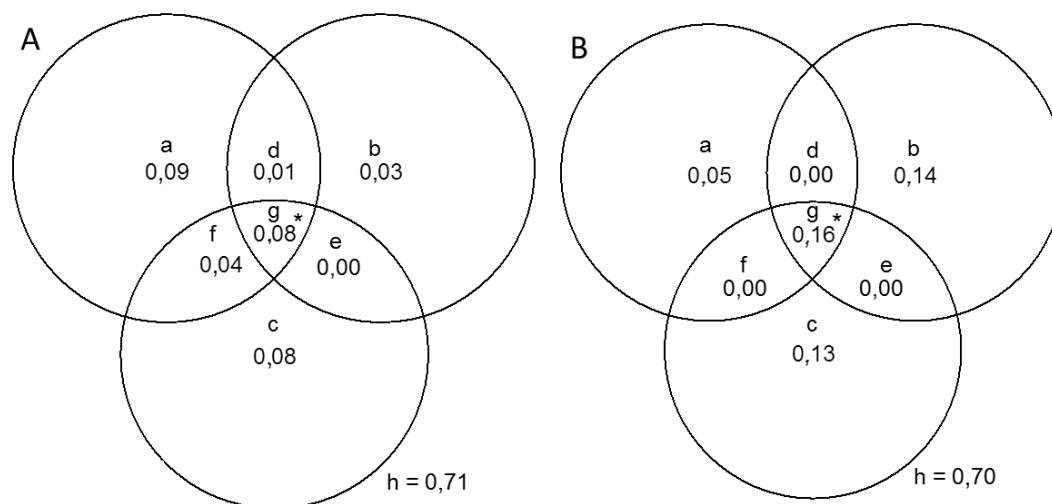 A
a
0,09
d
0,01
b
0,03
g
0,08 *
f
0,04
e
0,00
c
0,08
h = 0,71
B
a
0,05
d
0,00
b
0,14
g
0,16 *
f
0,00
e
0,00
c
0,13
h = 0,70